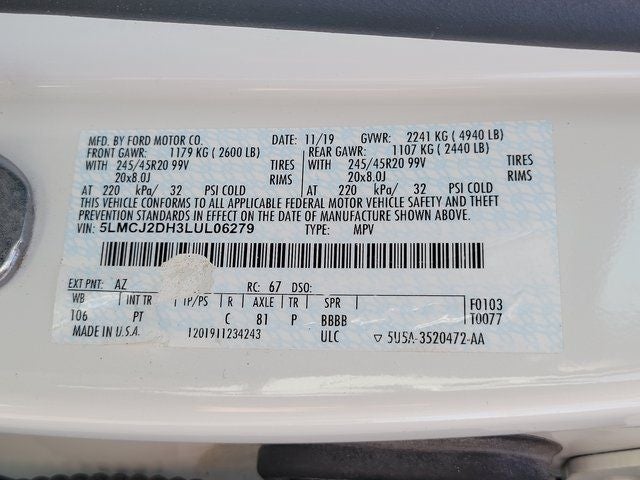 MFD. BY FORD MOTOR CO. DATE: 11/19 GVWR: 2241 KG ( 4940 LB)
FRONT GAWR: 1179 KG ( 2600 LB) REAR GAWR: 1107 KG ( 2440 LB)
WITH 245/45R20 99V TIRES WITH 245/45R20 99V TIRES
20x8.0J RIMS 20x8.0J RIMS
AT 220 kPa/ 32 PSI COLD AT 220 kPa/ 32 PSI COLD
THIS VEHICLE CONFORMS TO ALL APPLICABLE FEDERAL MOTOR VEHICLE SAFETY AND THEFT
PREVENTION STANDARDS IN EFFECT ON THE DATE OF MANUFACTURE SHOWN ABOVE.
VIN: 5LMCJ2DH3LUL06279 TYPE: MPV
EXT PNT: AZ RC: 67 DSO:
WB INT TR TP/PS R AXLE TR SPR F0103
106 PT C 81 P BBBB T0077
MADE IN U.S.A. 1201911234243 ULC ▽ 5U5A-3520472-AA